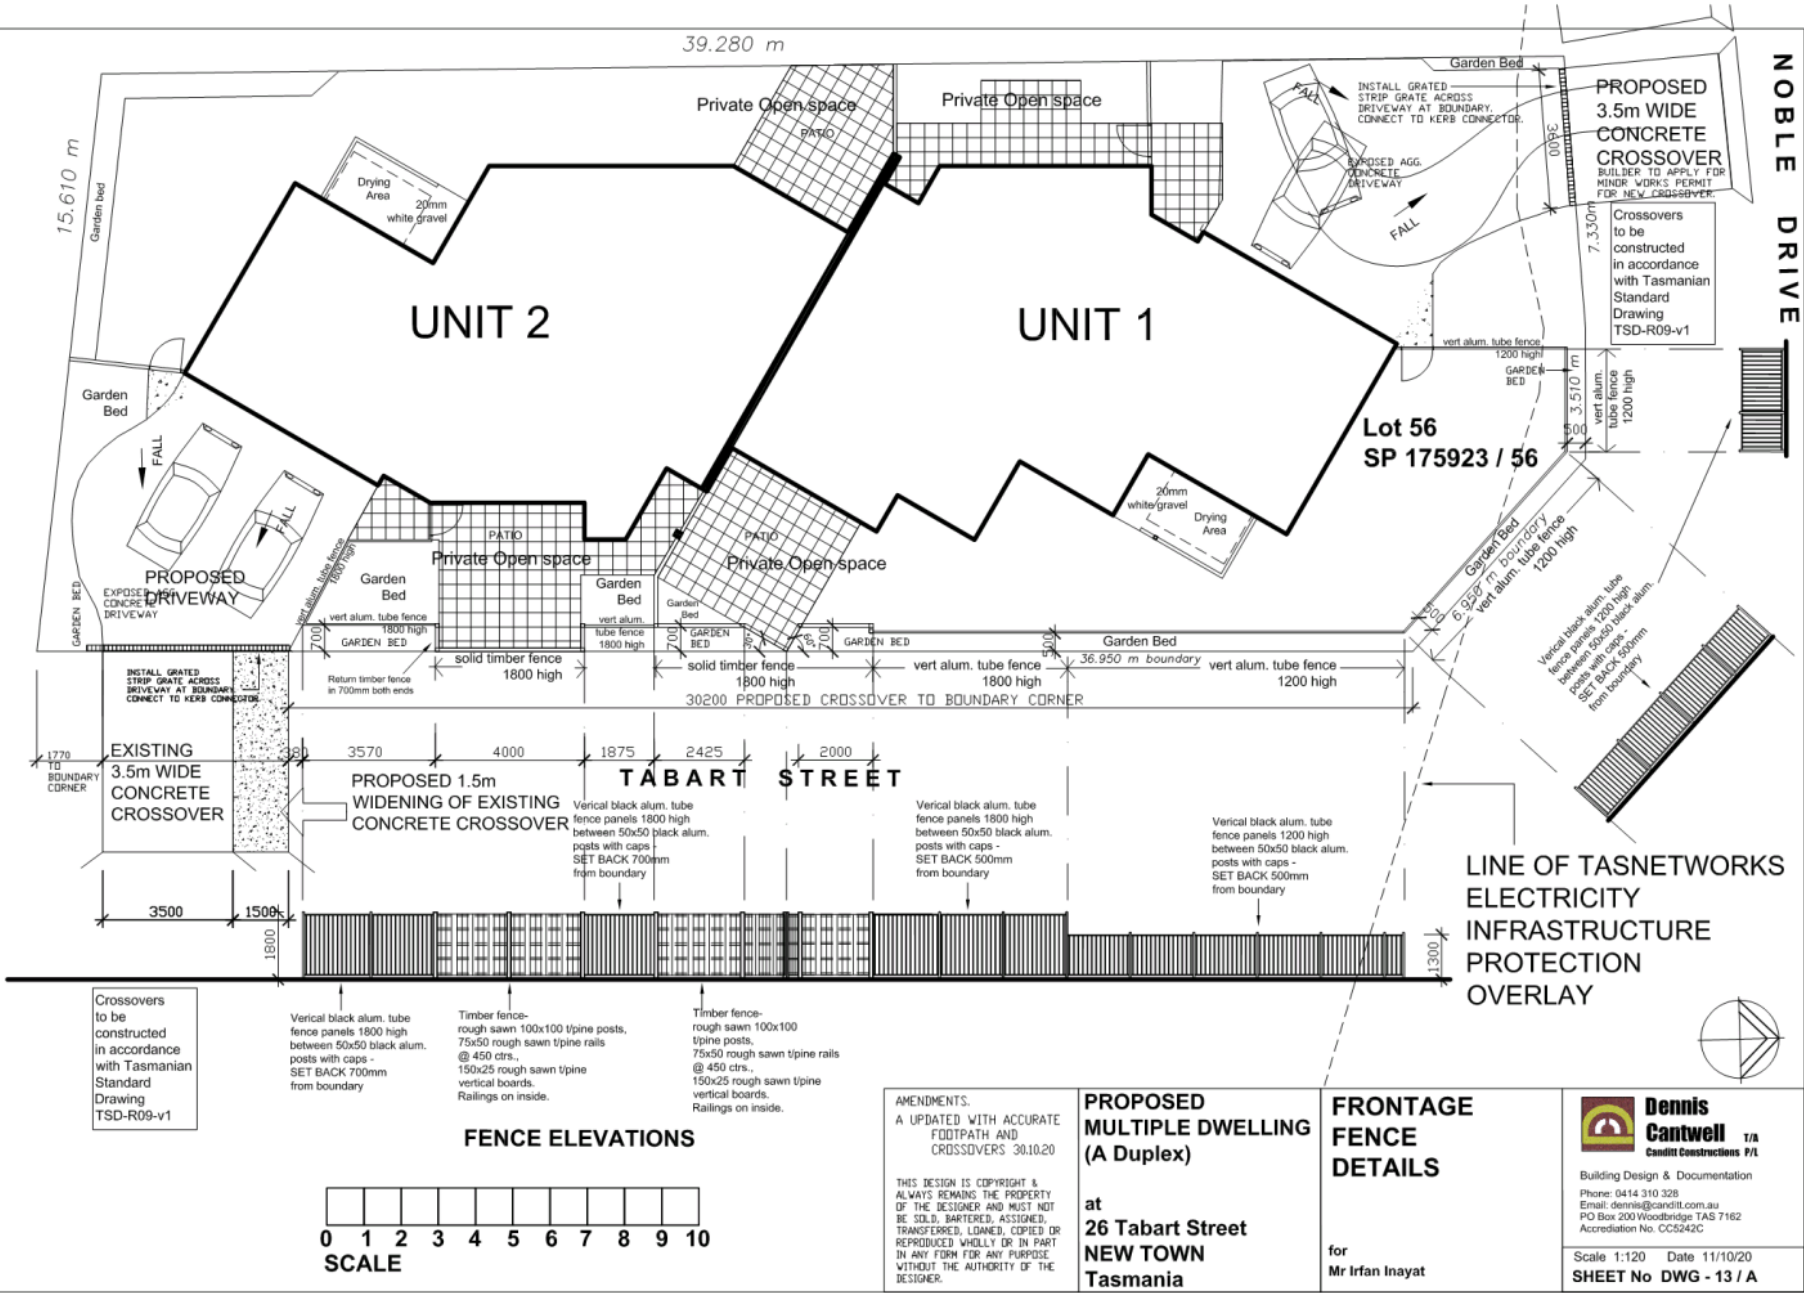 39.280 m
15.610 m
Garden bed
Drying
Area
20mm
white gravel
Private Open space
PATIO
Private Open space
Garden Bed
FALL
INSTALL GRATED
STRIP GRATE ACROSS
DRIVEWAY AT BOUNDARY.
CONNECT TO KERB CONNECTOR.
3600
EXPOSED AGG.
CONCRETE
DRIVEWAY
FALL
PROPOSED
3.5m WIDE
CONCRETE
CROSSOVER
BUILDER TO APPLY FOR
MINOR WORKS PERMIT
FOR NEW CROSSOVER.
NOBLE DRIVE
7.330m
Crossovers
to be
constructed
in accordance
with Tasmanian
Standard
Drawing
TSD-R09-v1
UNIT 2
UNIT 1
vert alum. tube fence
1200 high
GARDEN
BED
3.510 m
vert alum.
tube fence
1200 high
500
Lot 56
SP 175923 / 56
Garden
Bed
FALL
FALL
20mm
white gravel
Drying
Area
PATIO
Private Open space
PATIO
Private Open space
Garden Bed
6.950 m boundary
vert alum. tube fence
1200 high
500
PROPOSED
DRIVEWAY
EXPOSED AGG.
CONCRETE
DRIVEWAY
GARDEN BED
vert alum. tube fence
1800 high
Garden
Bed
vert alum. tube fence
1800 high
700
GARDEN BED
Garden
Bed
vert alum.
tube fence
1800 high
Garden
Bed
700
GARDEN
BED
30°
60°
700
GARDEN BED
500
Garden Bed
36.950 m boundary
Verical black alum. tube
fence panels 1200 high
between 50x50 black alum.
posts with caps -
SET BACK 500mm
from boundary
solid timber fence
1800 high
solid timber fence
1800 high
vert alum. tube fence
1800 high
vert alum. tube fence
1200 high
Return timber fence
in 700mm both ends
INSTALL GRATED
STRIP GRATE ACROSS
DRIVEWAY AT BOUNDARY.
CONNECT TO KERB CONNECTOR.
30200 PROPOSED CROSSOVER TO BOUNDARY CORNER
1770
TO
BOUNDARY
CORNER
EXISTING
3.5m WIDE
CONCRETE
CROSSOVER
380
3570
4000
1875
2425
2000
TABART STREET
PROPOSED 1.5m
WIDENING OF EXISTING
CONCRETE CROSSOVER
Verical black alum. tube
fence panels 1800 high
between 50x50 black alum.
posts with caps -
SET BACK 700mm
from boundary
Verical black alum. tube
fence panels 1800 high
between 50x50 black alum.
posts with caps -
SET BACK 500mm
from boundary
Verical black alum. tube
fence panels 1200 high
between 50x50 black alum.
posts with caps -
SET BACK 500mm
from boundary
LINE OF TASNETWORKS
ELECTRICITY
INFRASTRUCTURE
PROTECTION
OVERLAY
3500
1500
1800
1300
Crossovers
to be
constructed
in accordance
with Tasmanian
Standard
Drawing
TSD-R09-v1
Verical black alum. tube
fence panels 1800 high
between 50x50 black alum.
posts with caps -
SET BACK 700mm
from boundary
Timber fence-
rough sawn 100x100 t/pine posts,
75x50 rough sawn t/pine rails
@ 450 ctrs.,
150x25 rough sawn t/pine
vertical boards.
Railings on inside.
Timber fence-
rough sawn 100x100
t/pine posts,
75x50 rough sawn t/pine rails
@ 450 ctrs.,
150x25 rough sawn t/pine
vertical boards.
Railings on inside.
FENCE ELEVATIONS
0 1 2 3 4 5 6 7 8 9 10
SCALE
AMENDMENTS.
A UPDATED WITH ACCURATE
FOOTPATH AND
CROSSOVERS 30.10.20
THIS DESIGN IS COPYRIGHT &
ALWAYS REMAINS THE PROPERTY
OF THE DESIGNER AND MUST NOT
BE SOLD, BARTERED, ASSIGNED,
TRANSFERRED, LOANED, COPIED OR
REPRODUCED WHOLLY OR IN PART
IN ANY FORM FOR ANY PURPOSE
WITHOUT THE AUTHORITY OF THE
DESIGNER.
PROPOSED
MULTIPLE DWELLING
(A Duplex)
at
26 Tabart Street
NEW TOWN
Tasmania
FRONTAGE
FENCE
DETAILS
for
Mr Irfan Inayat
Dennis
Cantwell T/A
Canditt Constructions P/L
Building Design & Documentation
Phone: 0414 310 328
Email: dennis@canditt.com.au
PO Box 200 Woodbridge TAS 7162
Accrediation No. CC5242C
Scale 1:120 Date 11/10/20
SHEET No DWG - 13 / A